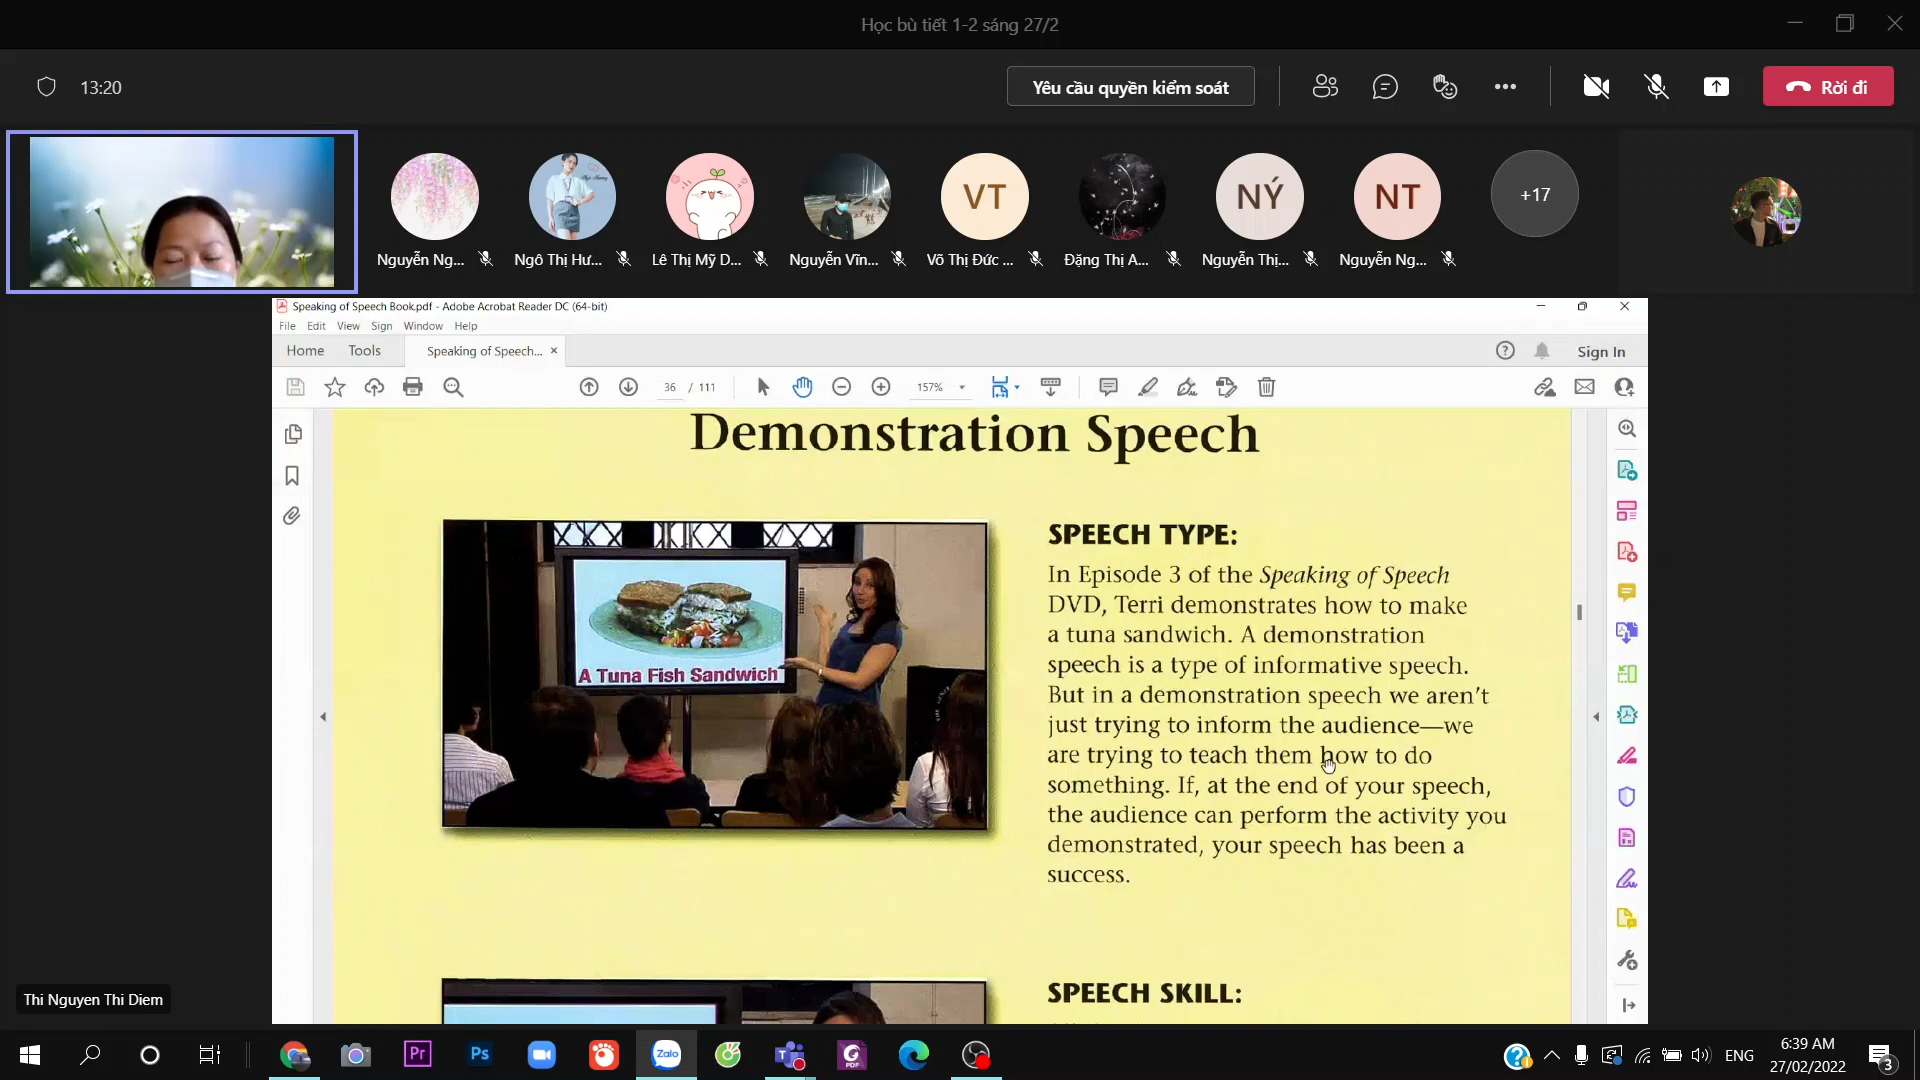 Học bù tiết 1-2 sáng 27/2
13:20
Yêu cầu quyền kiểm soát
Rời đi
VT
NÝ
NT
+17
Nguyễn Ng...
Ngô Thị Hư...
Lê Thị Mỹ D...
Nguyễn Vĩn...
Võ Thị Đức ...
Đặng Thị A...
Nguyễn Thị...
Nguyễn Ng...
Speaking of Speech Book.pdf - Adobe Acrobat Reader DC (64-bit)
File Edit View Sign Window Help
Home Tools Speaking of Speech... Sign In
36 / 111 157%
Demonstration Speech
A Tuna Fish Sandwich
SPEECH TYPE:
In Episode 3 of the Speaking of Speech
DVD, Terri demonstrates how to make
a tuna sandwich. A demonstration
speech is a type of informative speech.
But in a demonstration speech we aren't
just trying to inform the audience—we
are trying to teach them how to do
something. If, at the end of your speech,
the audience can perform the activity you
demonstrated, your speech has been a
success.
SPEECH SKILL:
Thi Nguyen Thi Diem
Pr
Ps
Zalo
PDF
ENG
6:39 AM
27/02/2022
3